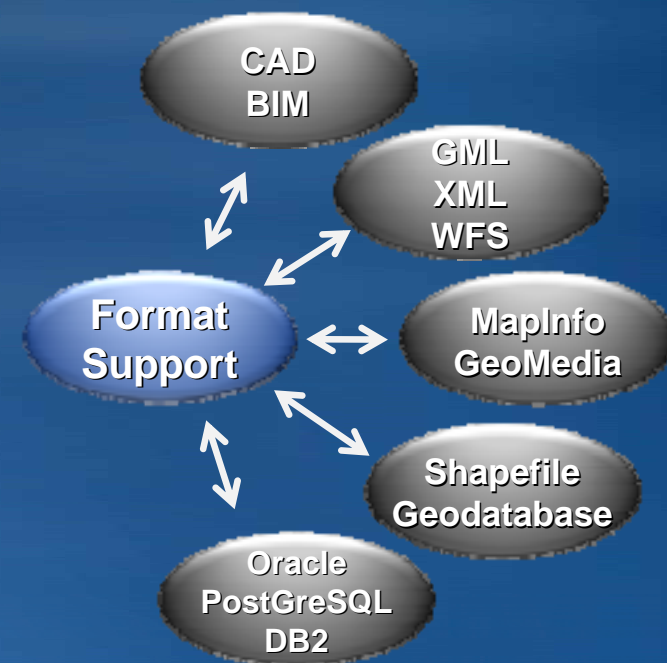 CAD
BIM
GML
XML
WFS
Format
Support
MapInfo
GeoMedia
Shapefile
Geodatabase
Oracle
PostGreSQL
DB2